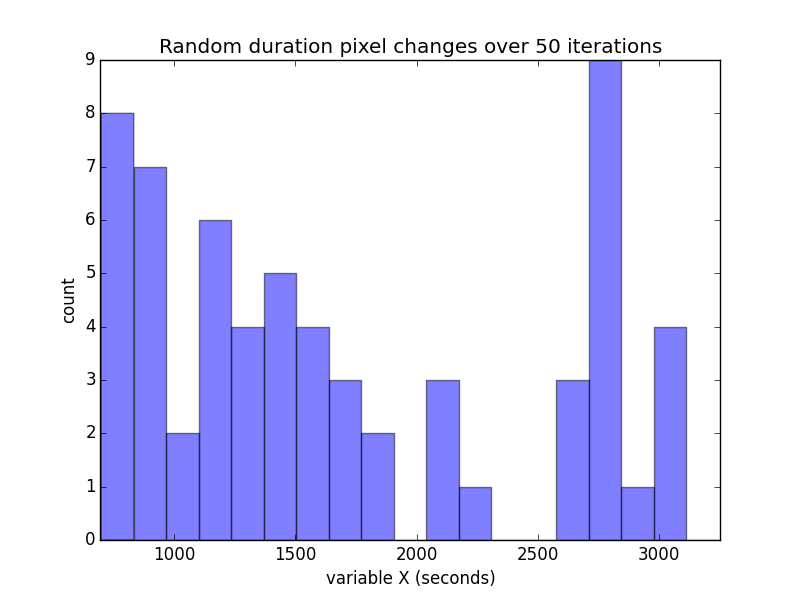 Random duration pixel changes over 50 iterations
9
8
7
6
5
4
3
2
1
0
count
1000 1500 2000 2500 3000
variable X (seconds)